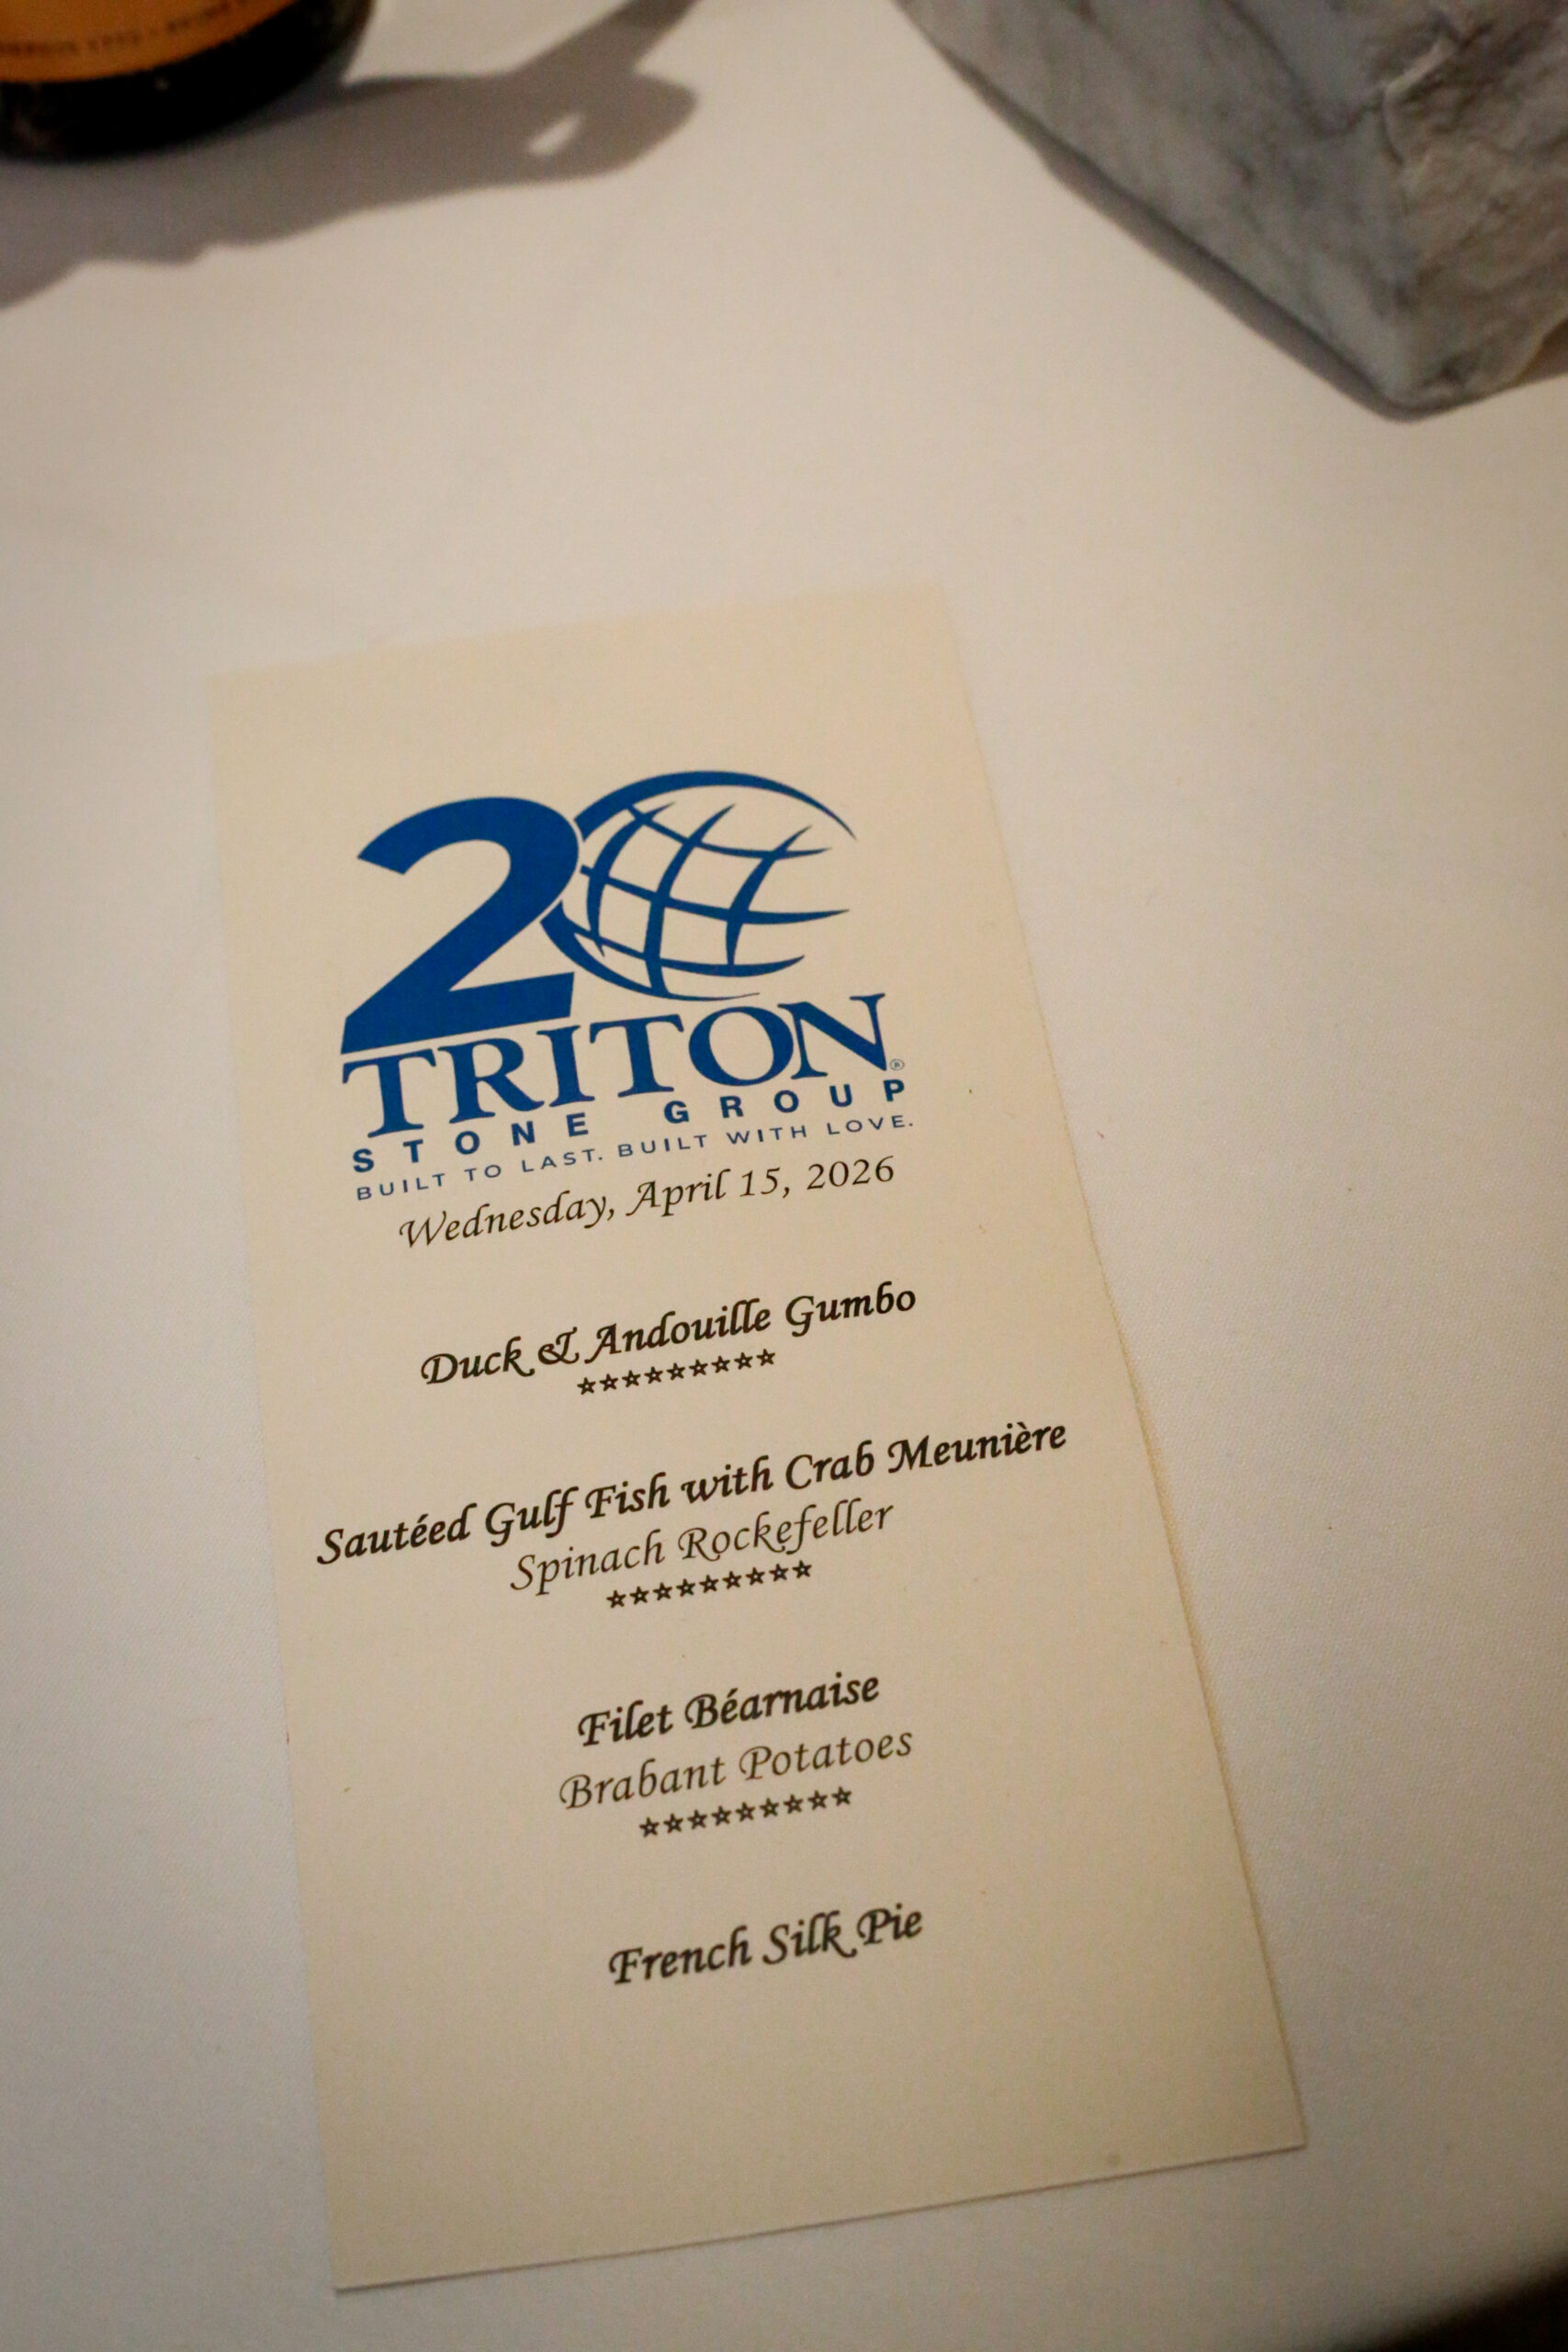 20
TRITON®
STONE GROUP
BUILT TO LAST. BUILT WITH LOVE.
Wednesday, April 15, 2026
Duck & Andouille Gumbo
☆☆☆☆☆☆☆☆☆
Sautéed Gulf Fish with Crab Meunière
Spinach Rockefeller
☆☆☆☆☆☆☆☆☆
Filet Béarnaise
Brabant Potatoes
☆☆☆☆☆☆☆☆☆
French Silk Pie